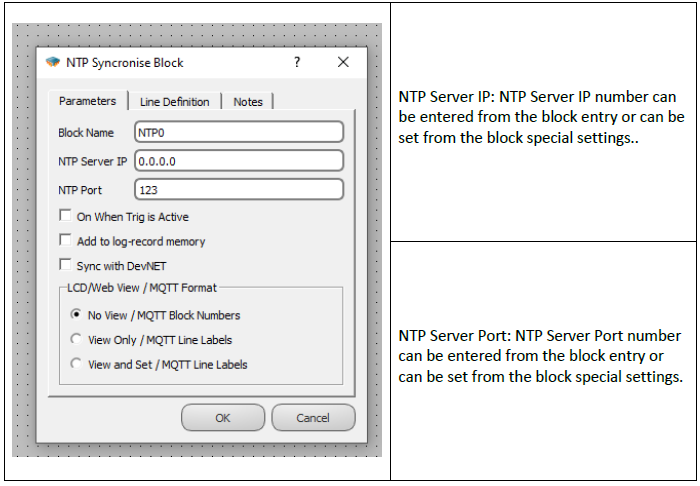 NTP Syncronise Block
?
Parameters
Line Definition
Notes
Block Name
NTP0
NTP Server IP
0.0.0.0
NTP Port
123
On When Trig is Active
Add to log-record memory
Sync with DevNET
LCD/Web View / MQTT Format
No View / MQTT Block Numbers
View Only / MQTT Line Labels
View and Set / MQTT Line Labels
OK
Cancel
NTP Server IP: NTP Server IP number can
be entered from the block entry or can be
set from the block special settings..
NTP Server Port: NTP Server Port number
can be entered from the block entry or
can be set from the block special settings.